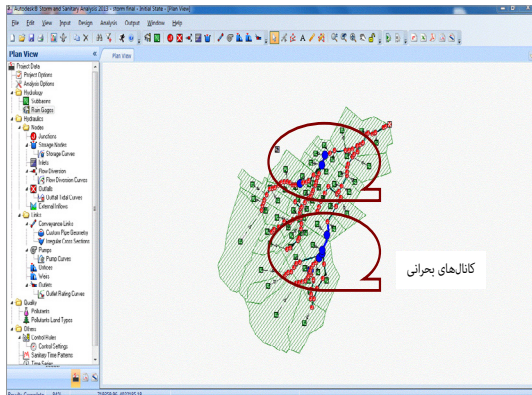 Autodesk® Storm and Sanitary Analysis 2013 - storm final - Initial State - [Plan View]
File Edit View Input Design Analysis Output Window Help
Plan View
Plan View
Project Data
Project Options
Analysis Options
Hydrology
Subbasins
Rain Gages
Hydraulics
Nodes
Junctions
Storage Nodes
Storage Curves
Inlets
Flow Diversion
Flow Diversion Curves
Outfalls
Outfall Tidal Curves
External Inflows
Links
Conveyance Links
Custom Pipe Geometry
Irregular Cross Sections
Pumps
Pump Curves
Orifices
Weirs
Outlets
Outlet Rating Curves
Quality
Pollutants
Pollutants Land Types
Others
Control Rules
Control Settings
Sanitary Time Patterns
Time Series
کانال‌های بحرانی